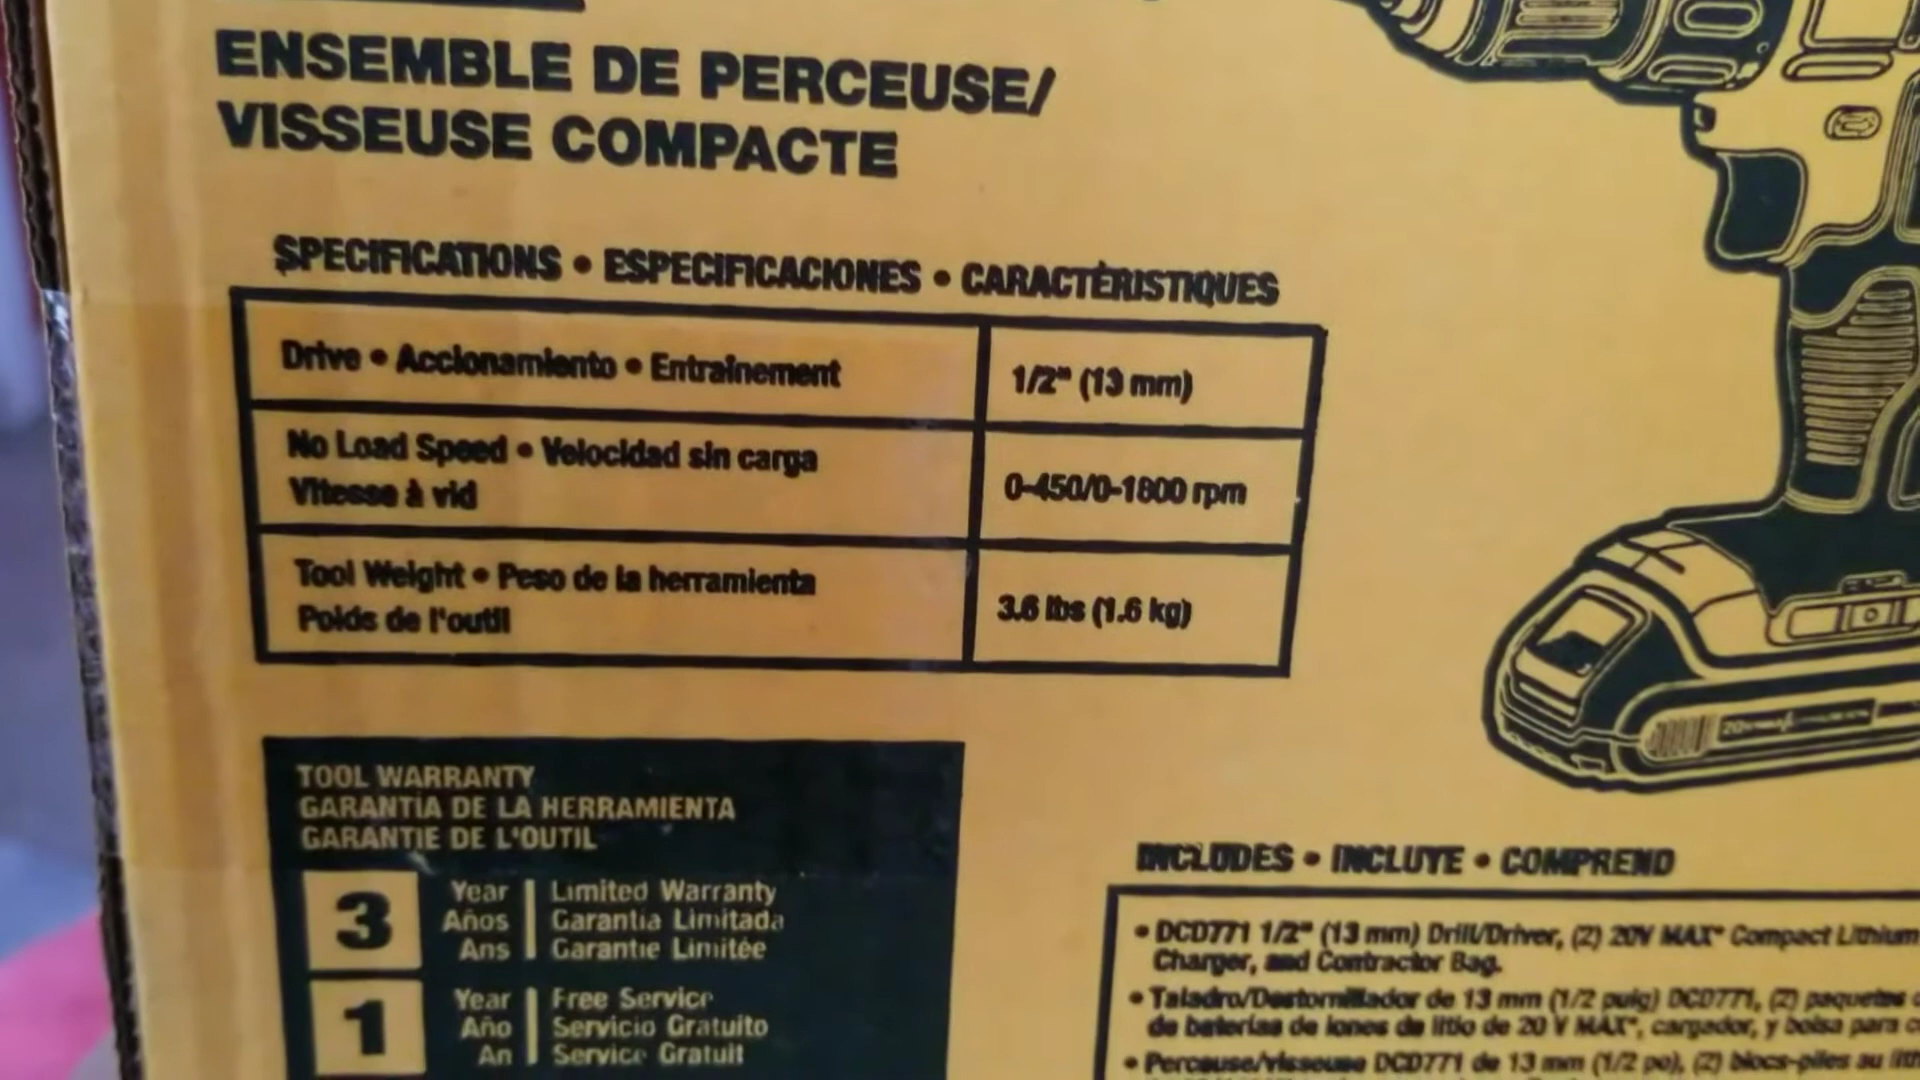 ENSEMBLE DE PERCEUSE/
VISSEUSE COMPACTE
SPECIFICATIONS • ESPECIFICACIONES • CARACTÉRISTIQUES
Drive • Accionamiento • Entraînement
1/2" (13 mm)
No Load Speed • Velocidad sin carga
Vitesse à vid
0-450/0-1800 rpm
Tool Weight • Peso de la herramienta
Poids de l'outil
3.6 lbs (1.6 kg)
TOOL WARRANTY
GARANTÍA DE LA HERRAMIENTA
GARANTIE DE L'OUTIL
3
Year | Limited Warranty
Años | Garantía Limitada
Ans | Garantie Limitée
1
Year | Free Service
Año | Servicio Gratuito
An | Service Gratuit
20V MAX
INCLUDES • INCLUYE • COMPREND
• DCD771 1/2" (13 mm) Drill/Driver, (2) 20V MAX* Compact Lithium
Charger, and Contractor Bag.
• Taladro/Destornillador de 13 mm (1/2 pulg) DCD771, (2) paquetes
de baterías de iones de litio de 20 V MAX*, cargador, y bolsa para
• Perceuse/visseuse DCD771 de 13 mm (1/2 po), (2) blocs-piles au